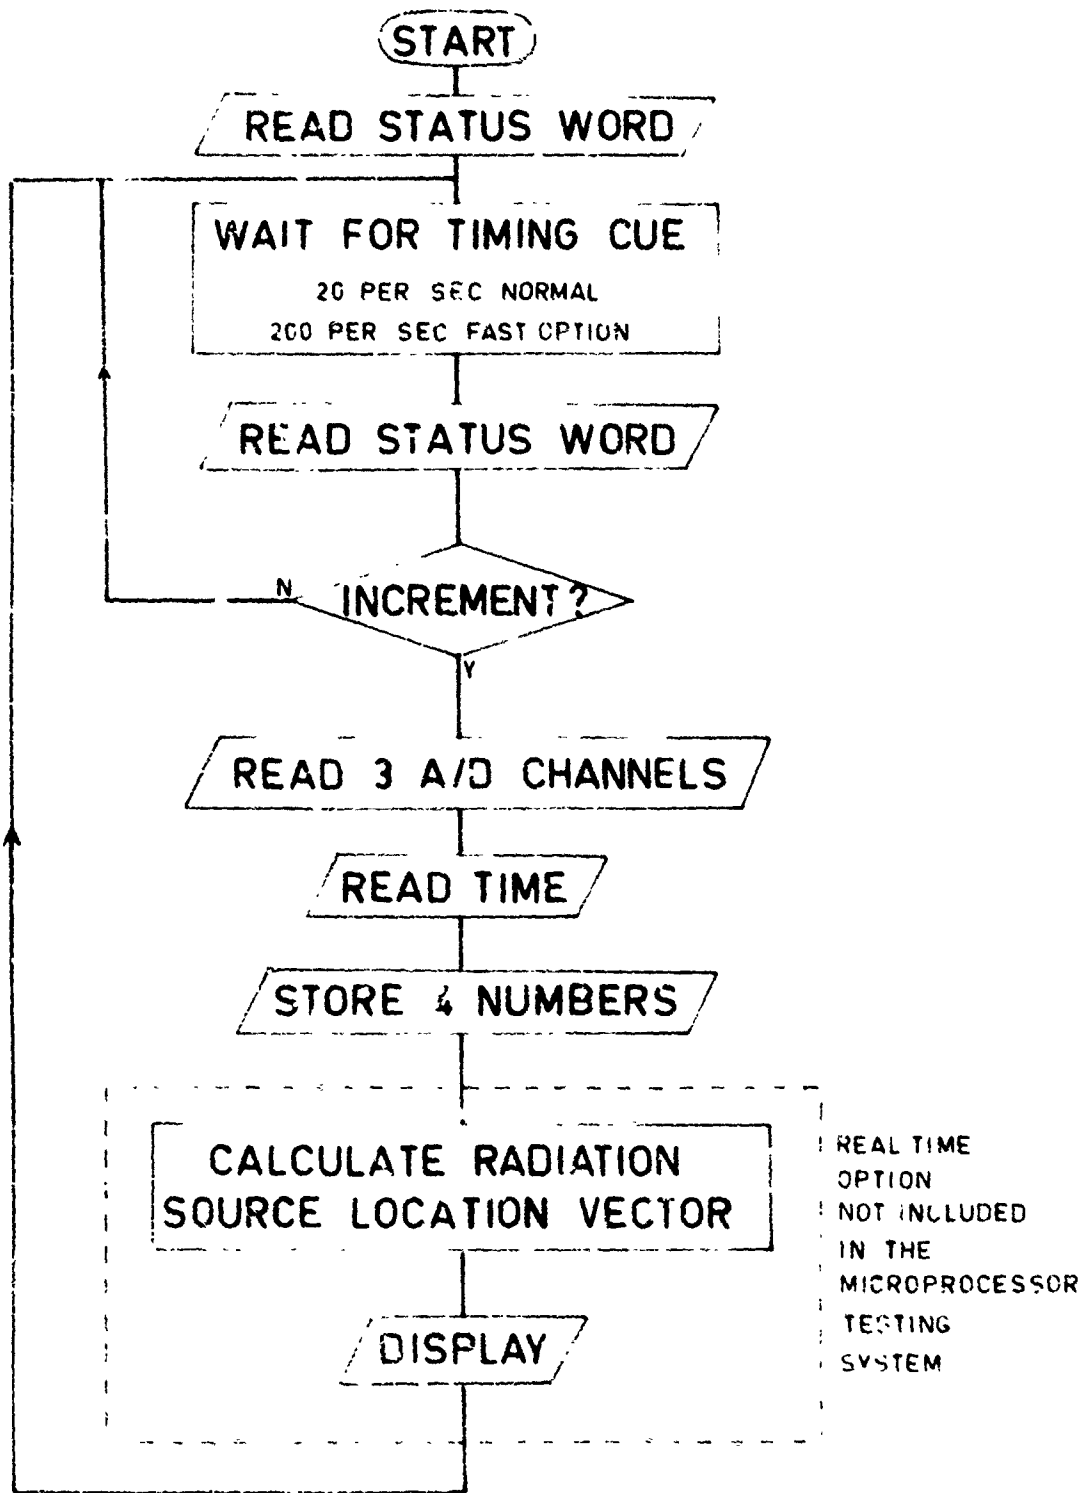 START
READ STATUS WORD
WAIT FOR TIMING CUE
20 PER SEC NORMAL
200 PER SEC FAST OPTION
READ STATUS WORD
N
INCREMENT?
Y
READ 3 A/D CHANNELS
READ TIME
STORE 4 NUMBERS
CALCULATE RADIATION
SOURCE LOCATION VECTOR
DISPLAY
REAL TIME
OPTION
NOT INCLUDED
IN THE
MICROPROCESSOR
TESTING
SYSTEM